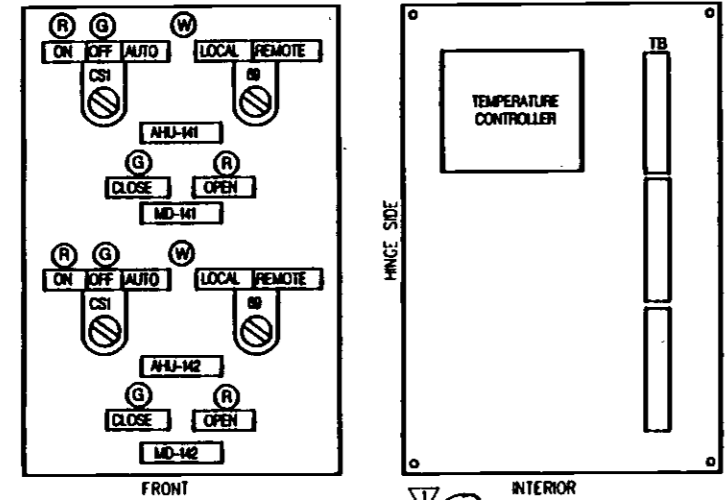 R G W
ON OFF AUTO LOCAL REMOTE
CS1 69
AHU-141
G R
CLOSE OPEN
MD-141
R G W
ON OFF AUTO LOCAL REMOTE
CS1 69
AHU-142
G R
CLOSE OPEN
MD-142
FRONT
TB
TEMPERATURE
CONTROLLER
HINGE SIDE
INTERIOR
1